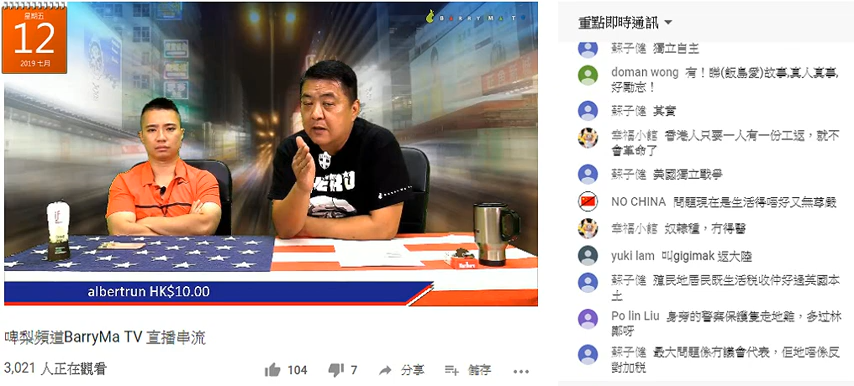 星期五
12
2019 七月
BARRYMA TV
albertrun HK$10.00
啤梨頻道BarryMa TV 直播串流
3,021 人正在觀看
104
7
分享
儲存
重點即時通訊
蘇子健 獨立自主
doman wong 有！睇(飯島愛)故事,真人真事,
好勵志！
蘇子健 其實
幸福小館 香港人只要一人有一份工返，就不
會革命了
蘇子健 美國獨立戰爭
NO CHINA 問題現在是生活得唔好又無尊嚴
幸福小館 奴隸種，冇得醫
yuki lam 叫gigimak 返大陸
蘇子健 殖民地居民既生活税收仲好過英國本
土
Po lin Liu 身旁的警察保護隻走地雞，多过林
鄭呀
蘇子健 最大問題係冇議會代表，佢地唔係反
對加税